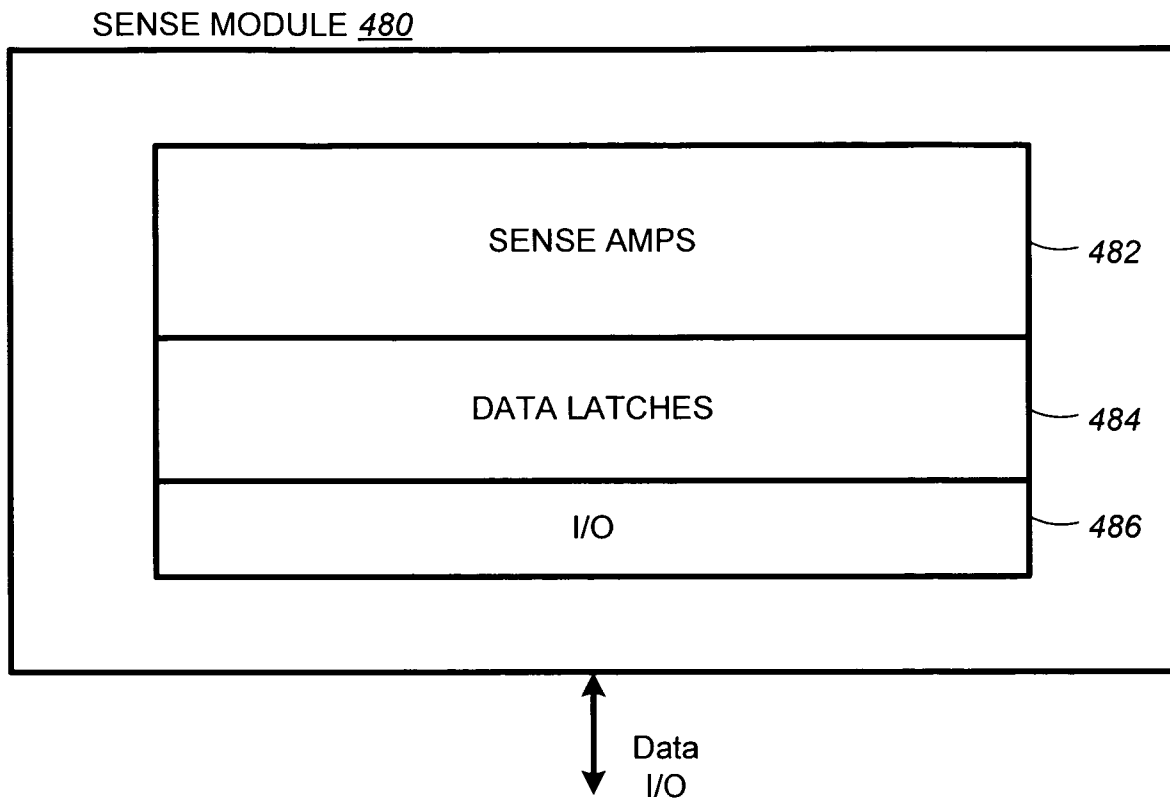 SENSE MODULE 480
SENSE AMPS
482
DATA LATCHES
484
I/O
486
Data
I/O